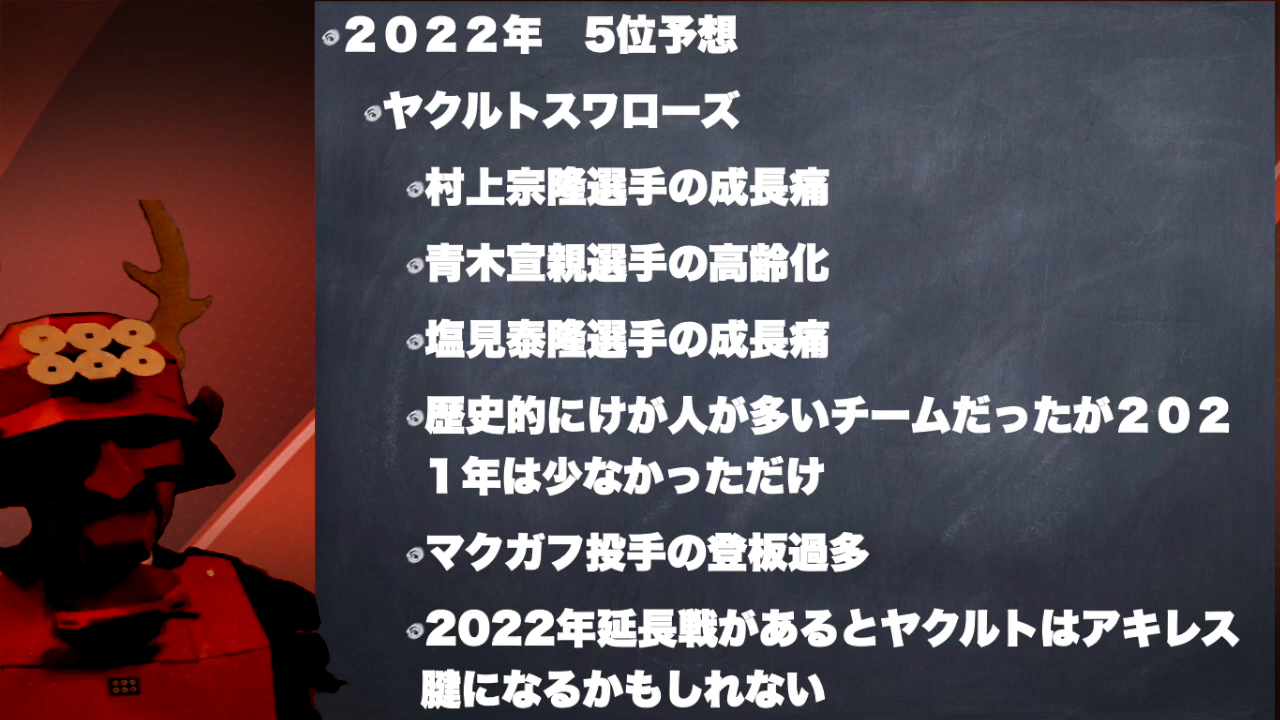 ２０２２年　5位予想
ヤクルトスワローズ
村上宗隆選手の成長痛
青木宣親選手の高齢化
塩見泰隆選手の成長痛
歴史的にけが人が多いチームだったが２０２
１年は少なかっただけ
マクガフ投手の登板過多
2022年延長戦があるとヤクルトはアキレス
腱になるかもしれない